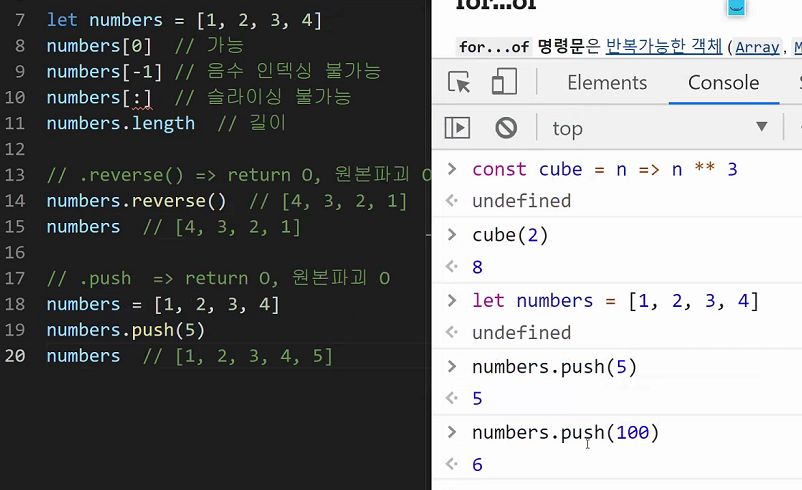 7 let numbers = [1, 2, 3, 4]
8 numbers[0] // 가능
9 numbers[-1] // 음수 인덱싱 불가능
10 numbers[:] // 슬라이싱 불가능
11 numbers.length // 길이
12
13 // .reverse() => return O, 원본파괴 O
14 numbers.reverse() // [4, 3, 2, 1]
15 numbers // [4, 3, 2, 1]
16
17 // .push => return O, 원본파괴 O
18 numbers = [1, 2, 3, 4]
19 numbers.push(5)
20 numbers // [1, 2, 3, 4, 5]
for...of
for...of 명령문은 반복가능한 객체 (Array, M
Elements Console
top
> const cube = n => n ** 3
undefined
> cube(2)
8
> let numbers = [1, 2, 3, 4]
undefined
> numbers.push(5)
5
> numbers.push(100)
6